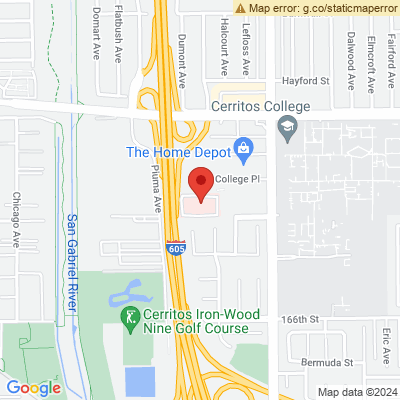 Map error: g.co/staticmaperror
Domart Ave
Flatbush Ave
Dumont Ave
Halcourt Ave
Lefloss Ave
Dalwood Ave
Elmcroft Ave
Fairford Ave
Hayford St
Cerritos College
The Home Depot
College Pl
Piuma Ave
Chicago Ave
San Gabriel River
605
Cerritos Iron-Wood
Nine Golf Course
166th St
Bermuda St
Eric Ave
Google
Map data ©2024